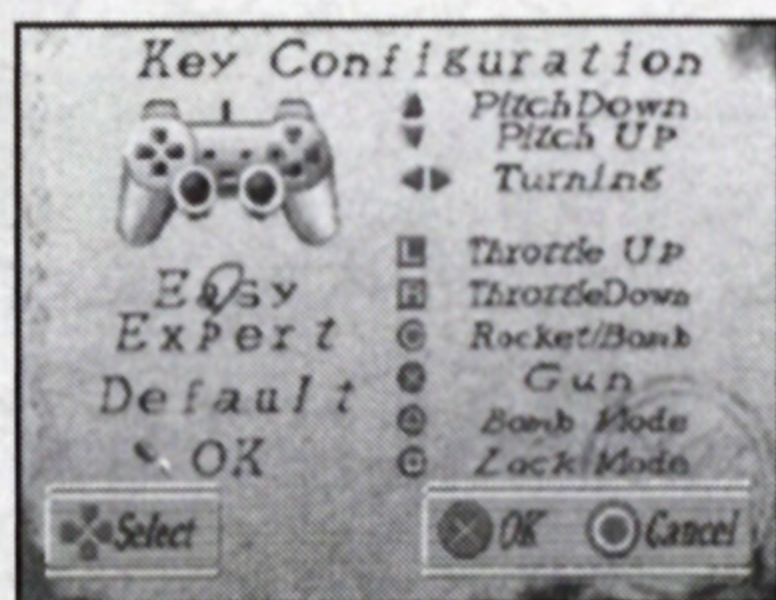 Key Configuration
PitchDown
Pitch UP
Turning
L Throttle Up
R ThrottleDown
Rocket/Bomb
Gun
Bomb Mode
Lock Mode
Easy
Expert
Default
OK
Select
OK
Cancel